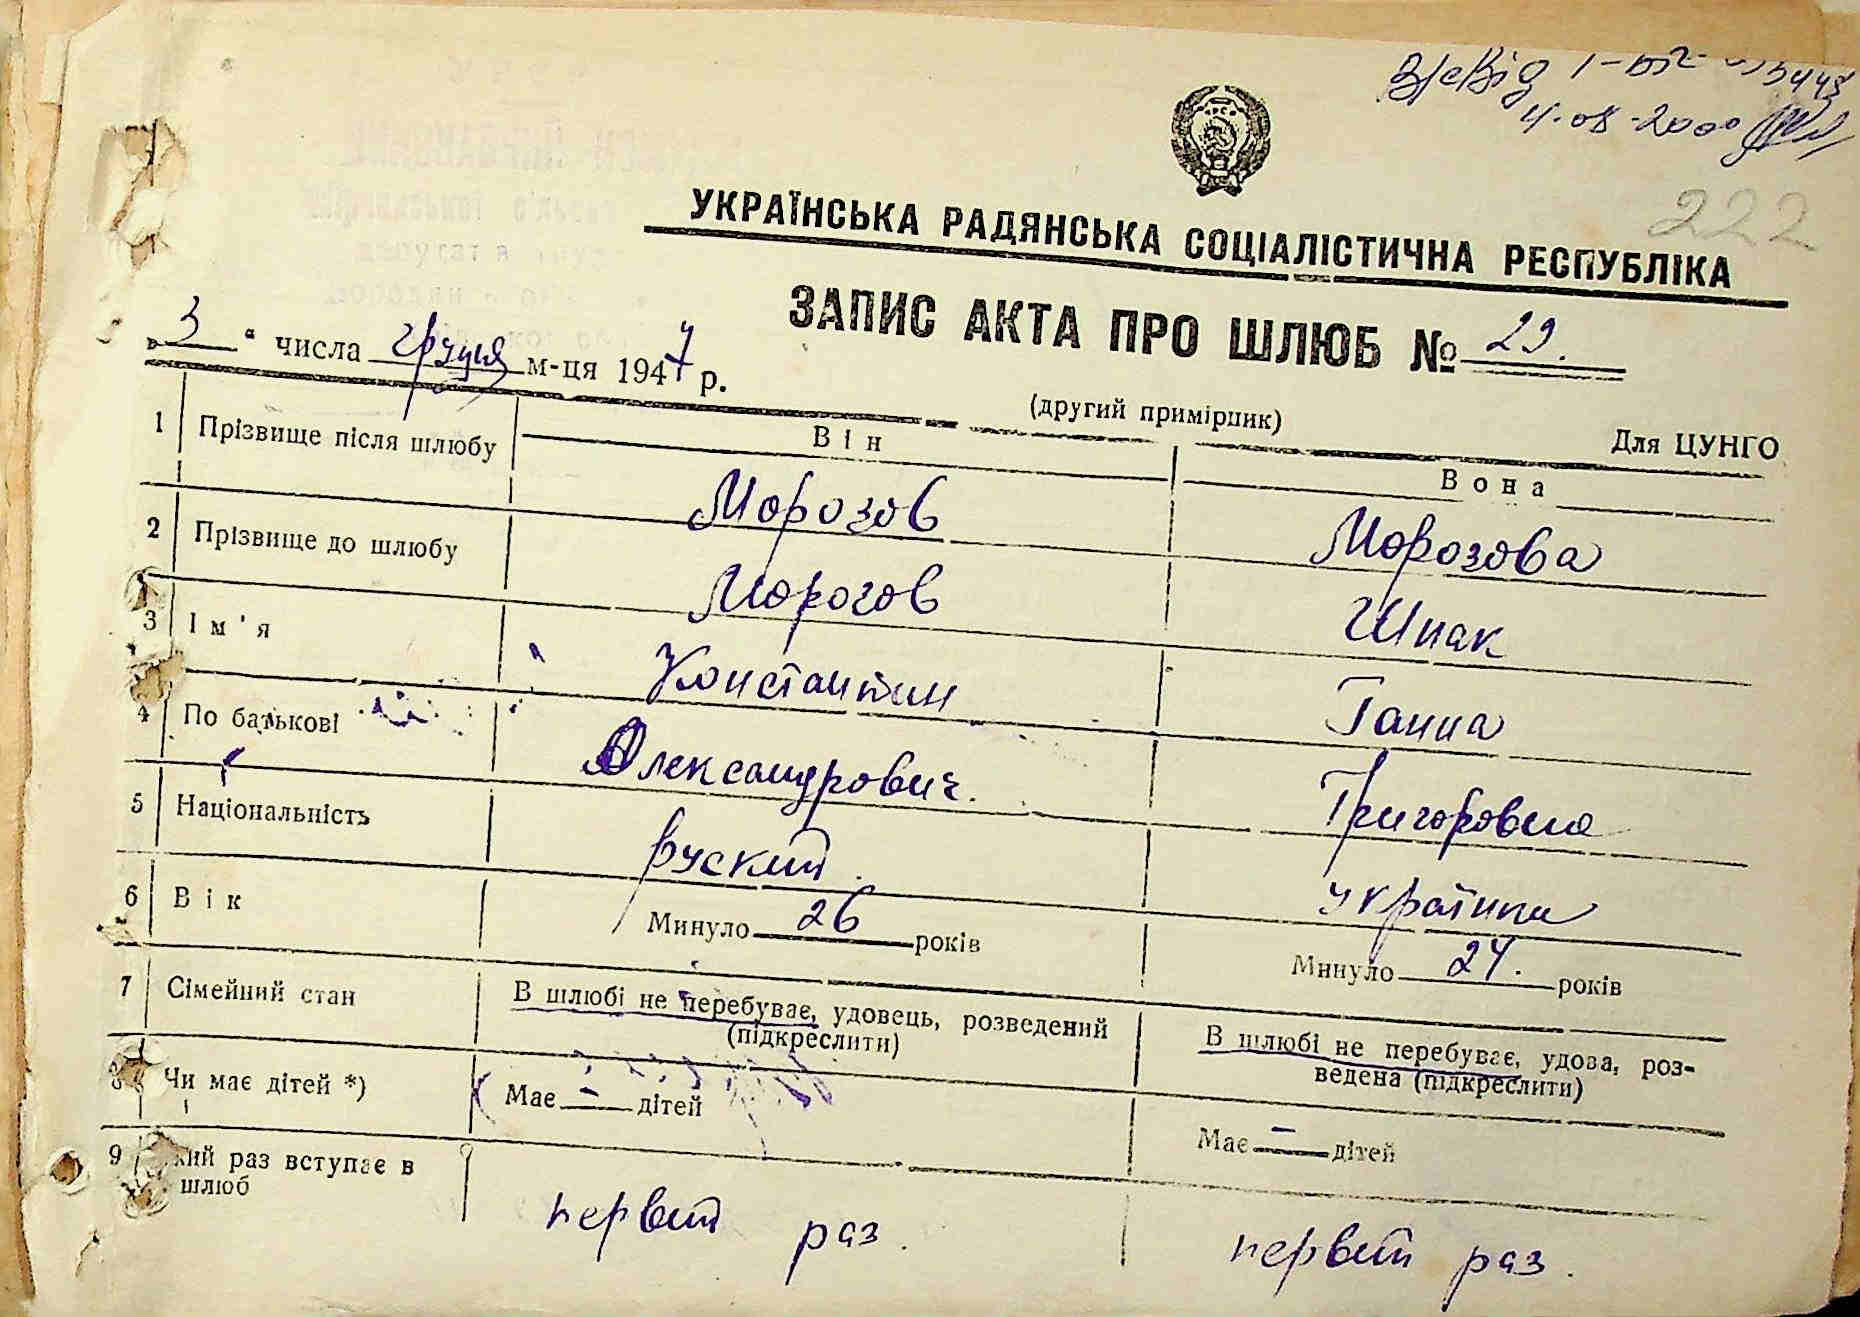 4.08.2000
222
УКРАЇНСЬКА РАДЯНСЬКА СОЦІАЛІСТИЧНА РЕСПУБЛІКА
ЗАПИС АКТА ПРО ШЛЮБ № 29.
„ 3 “ числа грудня м-ця 1947 р.
(другий примірник)
Для ЦУНГО
Він
Вона
1 Прізвище після шлюбу Морозов Морозова
2 Прізвище до шлюбу Морозов Шпак
3 Ім'я Константин Ганна
4 По батькові Олександрович. Григоровна
5 Національність руский українка
6 Вік Минуло 26 років Минуло 24. років
7 Сімейний стан В шлюбі не перебуває, удовець, розведений
(підкреслити)
В шлюбі не перебуває, удова, роз-
ведена (підкреслити)
8 Чи має дітей *) Має — дітей Має — дітей
9 кий раз вступає в
шлюб
первий раз.
первий раз.